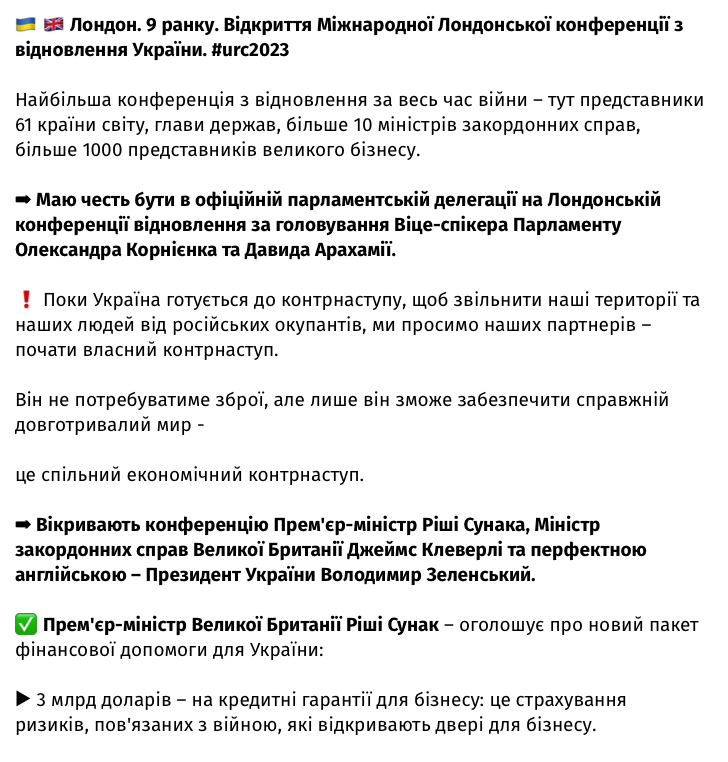 🇺🇦 🇬🇧 Лондон. 9 ранку. Відкриття Міжнародної Лондонської конференції з
відновлення України. #urc2023
Найбільша конференція з відновлення за весь час війни – тут представники
61 країни світу, глави держав, більше 10 міністрів закордонних справ,
більше 1000 представників великого бізнесу.
➡ Маю честь бути в офіційній парламентській делегації на Лондонській
конференції відновлення за головування Віце-спікера Парламенту
Олександра Корнієнка та Давида Арахамії.
❗ Поки Україна готується до контрнаступу, щоб звільнити наші території та
наших людей від російських окупантів, ми просимо наших партнерів –
почати власний контрнаступ.
Він не потребуватиме зброї, але лише він зможе забезпечити справжній
довготривалий мир -
це спільний економічний контрнаступ.
➡ Вікривають конференцію Прем'єр-міністр Ріші Сунака, Міністр
закордонних справ Великої Британії Джеймс Клеверлі та перфектною
англійською – Президент України Володимир Зеленський.
✅ Прем'єр-міністр Великої Британії Ріші Сунак – оголошує про новий пакет
фінансової допомоги для України:
▶ 3 млрд доларів – на кредитні гарантії для бізнесу: це страхування
ризиків, пов'язаних з війною, які відкривають двері для бізнесу.